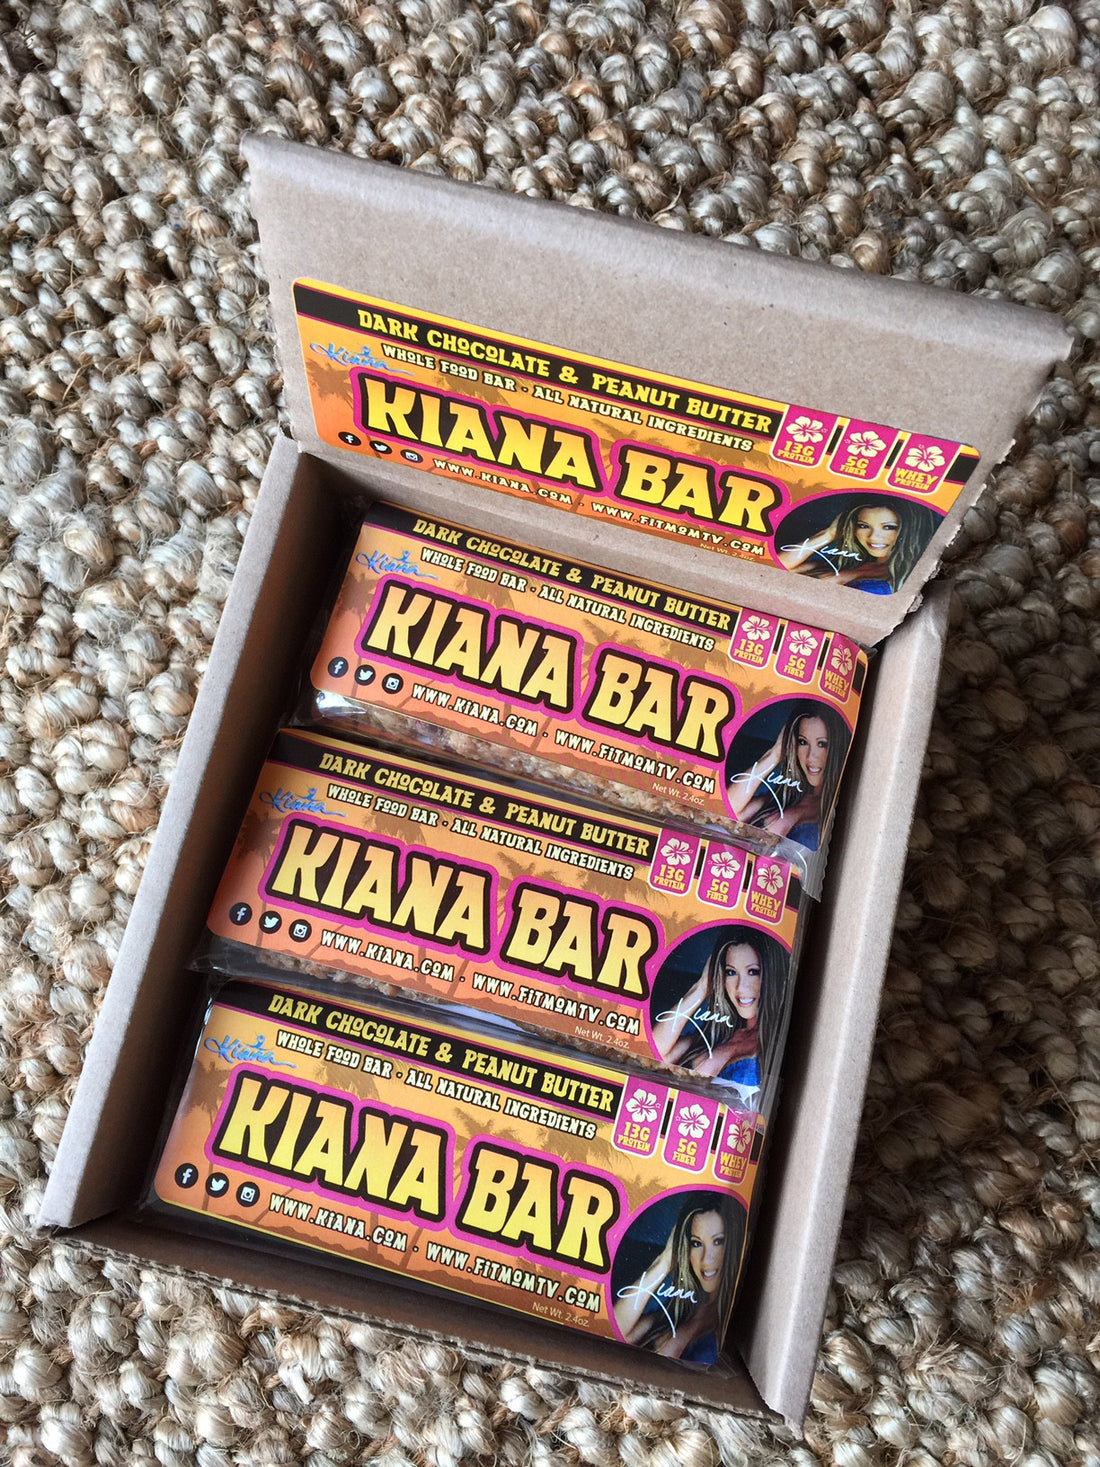 DARK CHOCOLATE & PEANUT BUTTER
Kiana
WHOLE FOOD BAR · ALL NATURAL INGREDIENTS
KIANA BAR
13G PROTEIN
5G FIBER
WHEY PROTEIN
WWW.KIANA.COM · WWW.FITMOMTV.COM
Net Wt. 2.4oz.
Kiana
DARK CHOCOLATE & PEANUT BUTTER
Kiana
WHOLE FOOD BAR · ALL NATURAL INGREDIENTS
KIANA BAR
13G PROTEIN
5G FIBER
WHEY PROTEIN
WWW.KIANA.COM · WWW.FITMOMTV.COM
Net Wt. 2.4oz.
Kiana
DARK CHOCOLATE & PEANUT BUTTER
Kiana
WHOLE FOOD BAR · ALL NATURAL INGREDIENTS
KIANA BAR
13G PROTEIN
5G FIBER
WHEY PROTEIN
WWW.KIANA.COM · WWW.FITMOMTV.COM
Net Wt. 2.4oz.
Kiana
DARK CHOCOLATE & PEANUT BUTTER
Kiana
WHOLE FOOD BAR · ALL NATURAL INGREDIENTS
KIANA BAR
13G PROTEIN
5G FIBER
WHEY PROTEIN
WWW.KIANA.COM · WWW.FITMOMTV.COM
Net Wt. 2.4oz.
Kiana